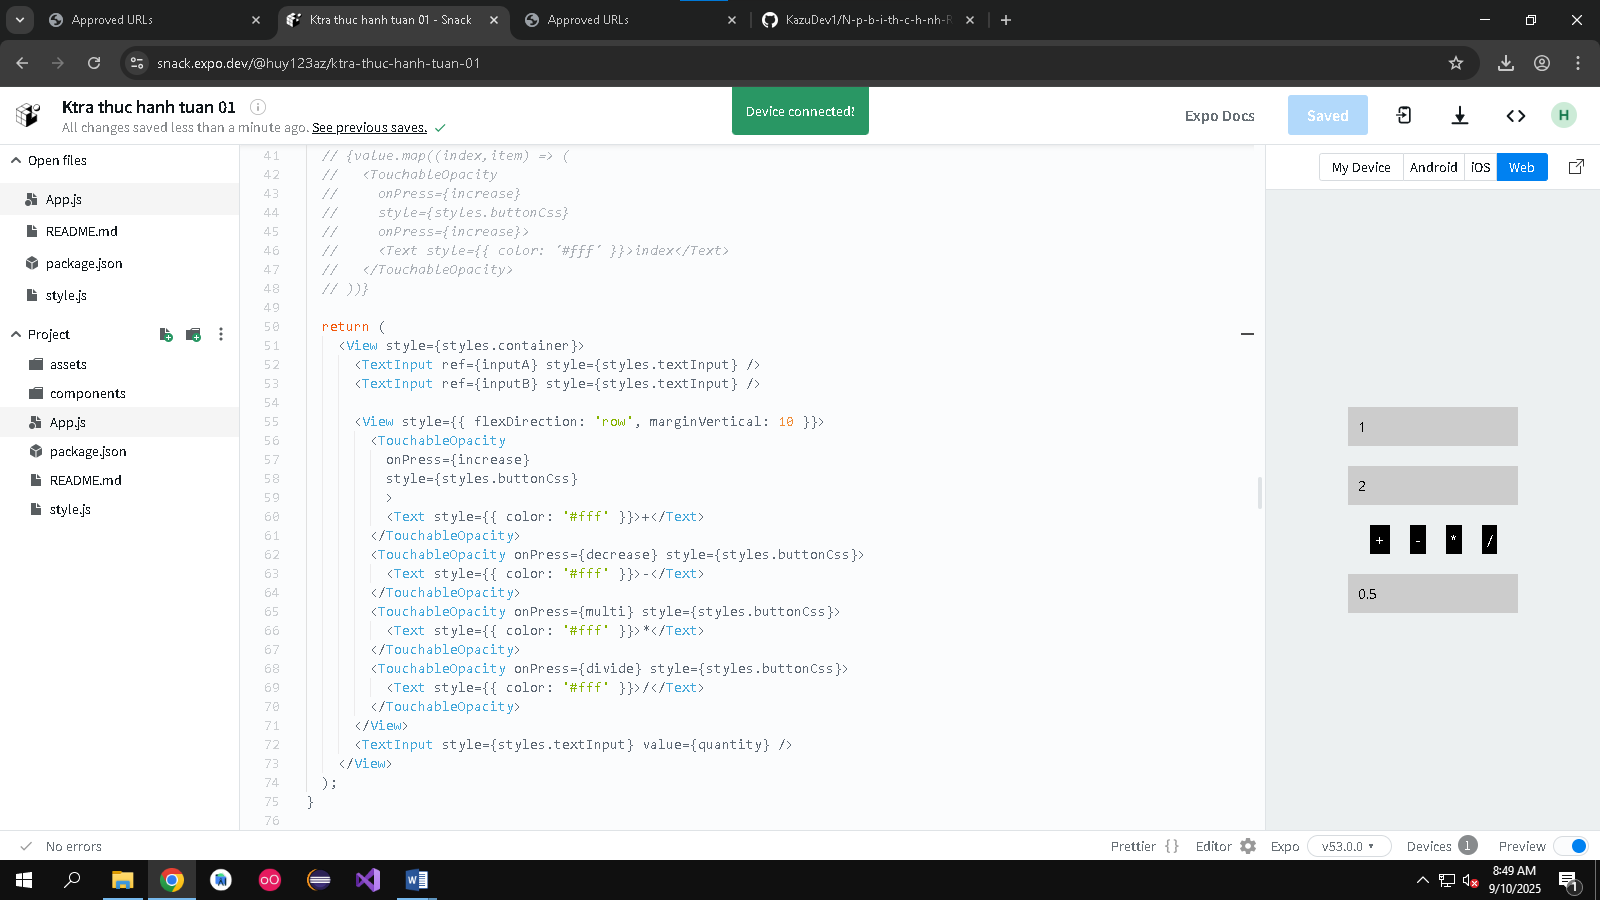 Approved URLs
Ktra thuc hanh tuan 01 - Snack
Approved URLs
KazuDev1/N-p-b-i-th-c-h-nh-R
snack.expo.dev/@huy123az/ktra-thuc-hanh-tuan-01
Ktra thuc hanh tuan 01
All changes saved less than a minute ago. See previous saves.
Device connected!
Expo Docs
Saved
H
Open files
App.js
README.md
package.json
style.js
Project
assets
components
App.js
package.json
README.md
style.js
41 // {value.map((index,item) => (
42 //   <TouchableOpacity
43 //     onPress={increase}
44 //     style={styles.buttonCss}
45 //     onPress={increase}>
46 //     <Text style={{ color: '#fff' }}>index</Text>
47 //   </TouchableOpacity>
48 // ))}
49
50 return (
51   <View style={styles.container}>
52     <TextInput ref={inputA} style={styles.textInput} />
53     <TextInput ref={inputB} style={styles.textInput} />
54
55     <View style={{ flexDirection: 'row', marginVertical: 10 }}>
56       <TouchableOpacity
57         onPress={increase}
58         style={styles.buttonCss}
59         >
60         <Text style={{ color: '#fff' }}>+</Text>
61       </TouchableOpacity>
62       <TouchableOpacity onPress={decrease} style={styles.buttonCss}>
63         <Text style={{ color: '#fff' }}>-</Text>
64       </TouchableOpacity>
65       <TouchableOpacity onPress={multi} style={styles.buttonCss}>
66         <Text style={{ color: '#fff' }}>*</Text>
67       </TouchableOpacity>
68       <TouchableOpacity onPress={divide} style={styles.buttonCss}>
69         <Text style={{ color: '#fff' }}>/</Text>
70       </TouchableOpacity>
71     </View>
72     <TextInput style={styles.textInput} value={quantity} />
73   </View>
74 );
75 }
76
My Device Android iOS Web
1
2
+ - * /
0.5
No errors
Prettier {} Editor Expo v53.0.0 Devices 1 Preview
8:49 AM
9/10/2025
1